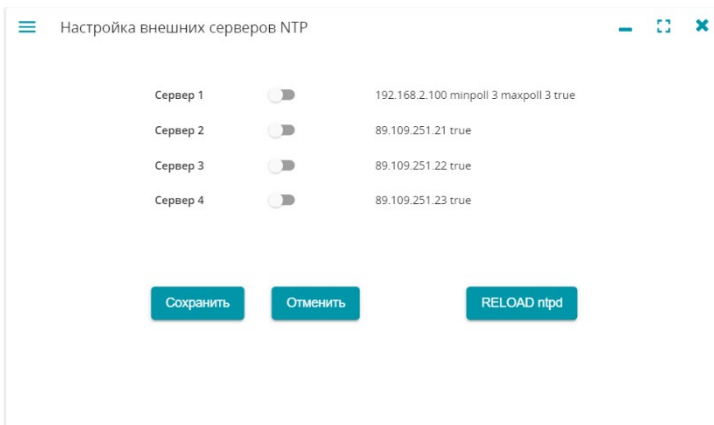 Настройка внешних серверов NTP
Сервер 1 192.168.2.100 minpoll 3 maxpoll 3 true
Сервер 2 89.109.251.21 true
Сервер 3 89.109.251.22 true
Сервер 4 89.109.251.23 true
Сохранить Отменить RELOAD ntpd